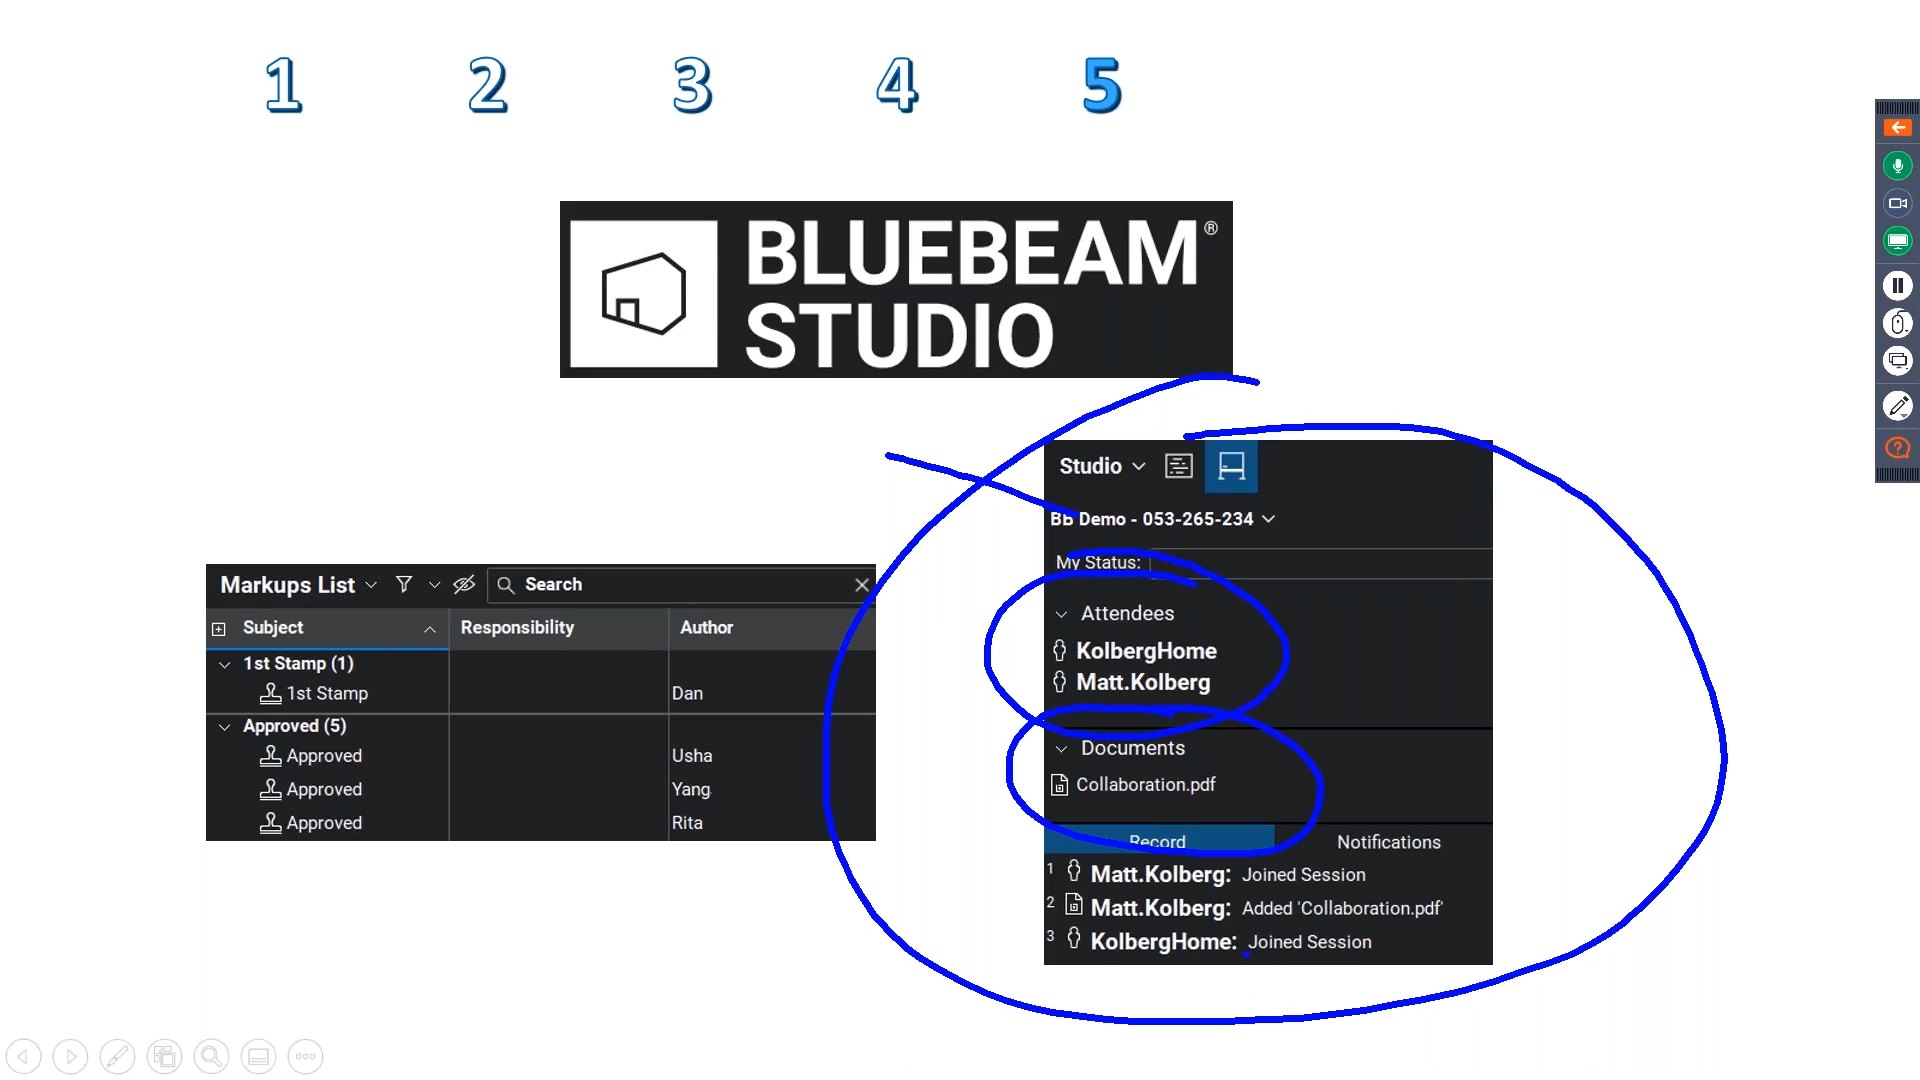 1 2 3 4 5
BLUEBEAM®
STUDIO
Studio
BB Demo - 053-265-234
My Status:
Attendees
KolbergHome
Matt.Kolberg
Documents
Collaboration.pdf
Record Notifications
1 Matt.Kolberg: Joined Session
2 Matt.Kolberg: Added 'Collaboration.pdf'
3 KolbergHome: Joined Session
Markups List Search
Subject Responsibility Author
1st Stamp (1)
1st Stamp Dan
Approved (5)
Approved Usha
Approved Yang
Approved Rita